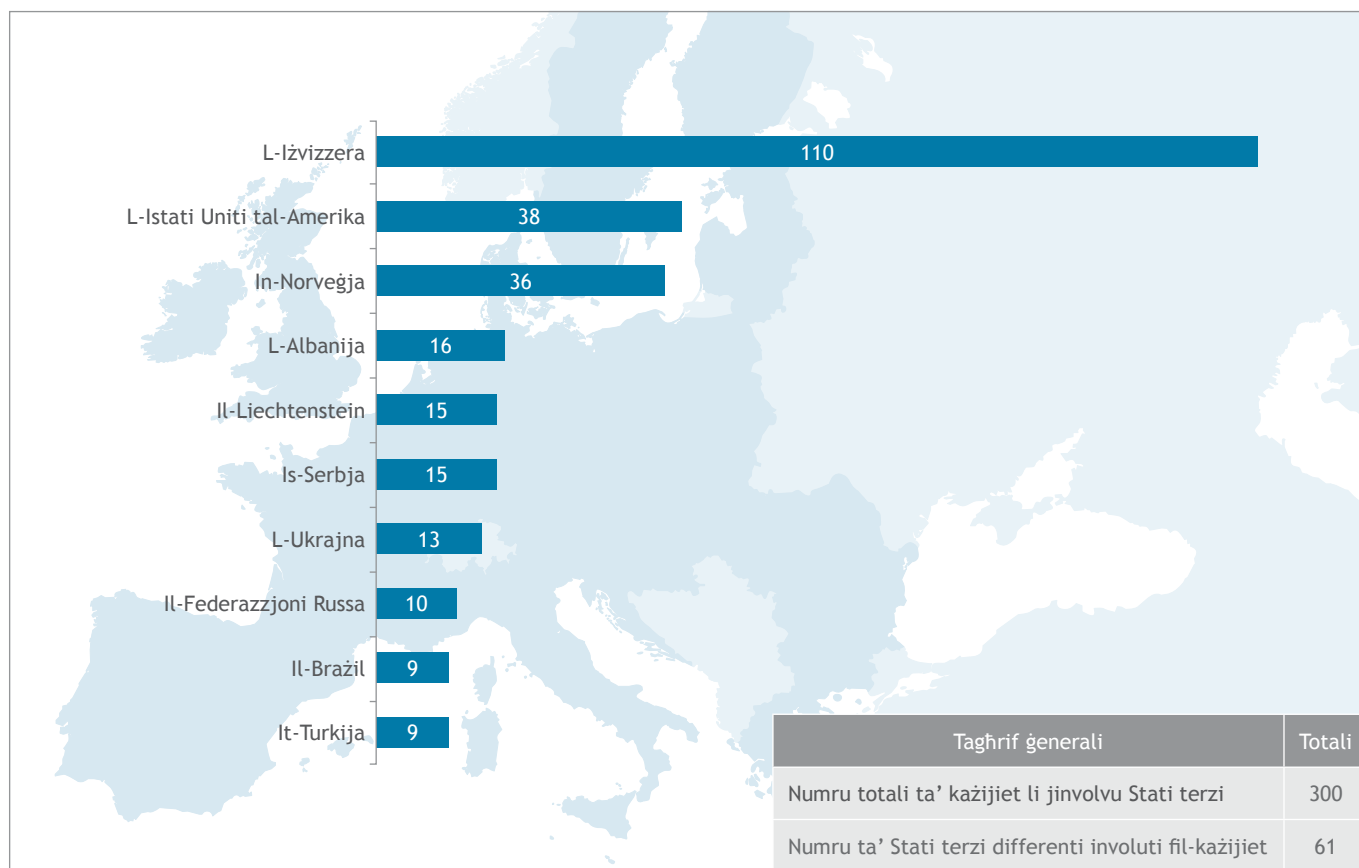 L-Iżvizzera 110
L-Istati Uniti tal-Amerika 38
In-Norveġja 36
L-Albanija 16
Il-Liechtenstein 15
Is-Serbja 15
L-Ukrajna 13
Il-Federazzjoni Russa 10
Il-Brażil 9
It-Turkija 9
Tagħrif ġenerali Totali
Numru totali ta’ każijiet li jinvolvu Stati terzi 300
Numru ta’ Stati terzi differenti involuti fil-każijiet 61